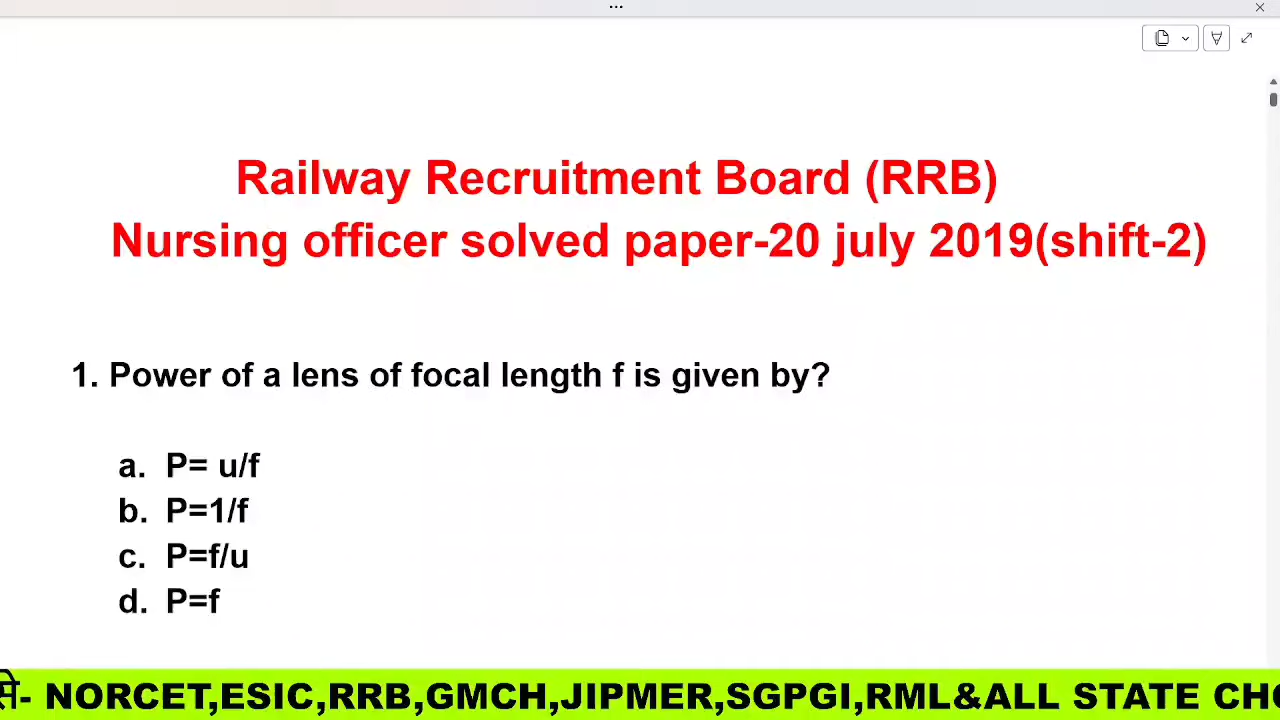 Railway Recruitment Board (RRB)
Nursing officer solved paper-20 july 2019(shift-2)
1. Power of a lens of focal length f is given by?
a. P= u/f
b. P=1/f
c. P=f/u
d. P=f
से- NORCET,ESIC,RRB,GMCH,JIPMER,SGPGI,RML&ALL STATE